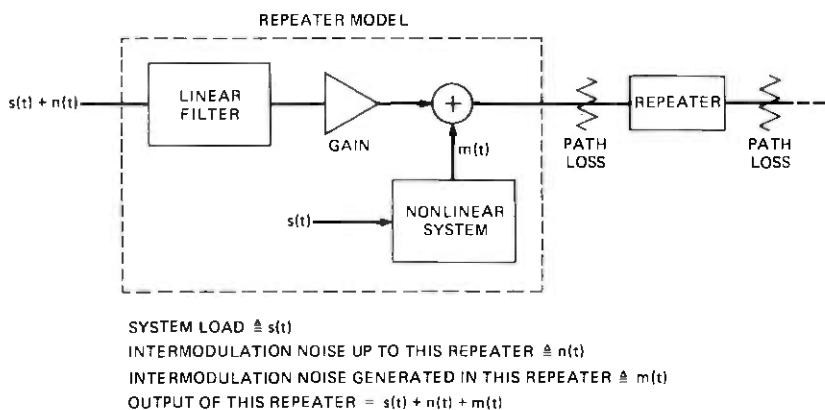 REPEATER MODEL
s(t) + n(t)
LINEAR
FILTER
GAIN
+
m(t)
s(t)
NONLINEAR
SYSTEM
PATH
LOSS
REPEATER
PATH
LOSS
SYSTEM LOAD ≜ s(t)
INTERMODULATION NOISE UP TO THIS REPEATER ≜ n(t)
INTERMODULATION NOISE GENERATED IN THIS REPEATER ≜ m(t)
OUTPUT OF THIS REPEATER = s(t) + n(t) + m(t)